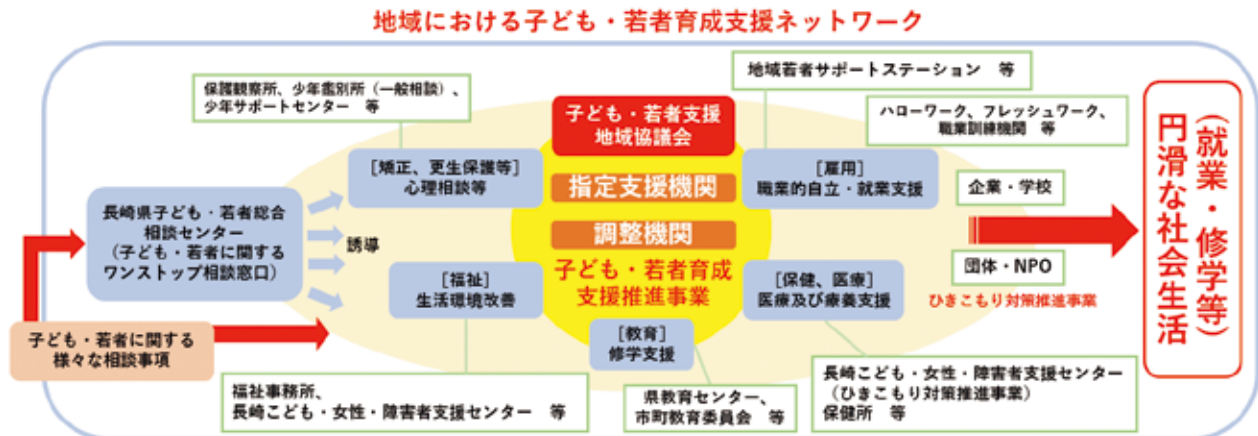 地域における子ども・若者育成支援ネットワーク
保護観察所、少年鑑別所（一般相談）、
少年サポートセンター　等
地域若者サポートステーション　等
ハローワーク、フレッシュワーク、
職業訓練機関　等
子ども・若者支援
地域協議会
［矯正、更生保護等］
心理相談等
指定支援機関
［雇用］
職業的自立・就業支援
企業・学校
長崎県子ども・若者総合
相談センター
（子ども・若者に関する
ワンストップ相談窓口）
誘導
調整機関
子ども・若者育成
支援推進事業
［福祉］
生活環境改善
［保健、医療］
医療及び療養支援
団体・NPO
ひきこもり対策推進事業
［教育］
修学支援
子ども・若者に関する
様々な相談事項
福祉事務所、
長崎こども・女性・障害者支援センター　等
県教育センター、
市町教育委員会　等
長崎こども・女性・障害者支援センター
（ひきこもり対策推進事業）
保健所　等
（就業・修学等）
円滑な社会生活